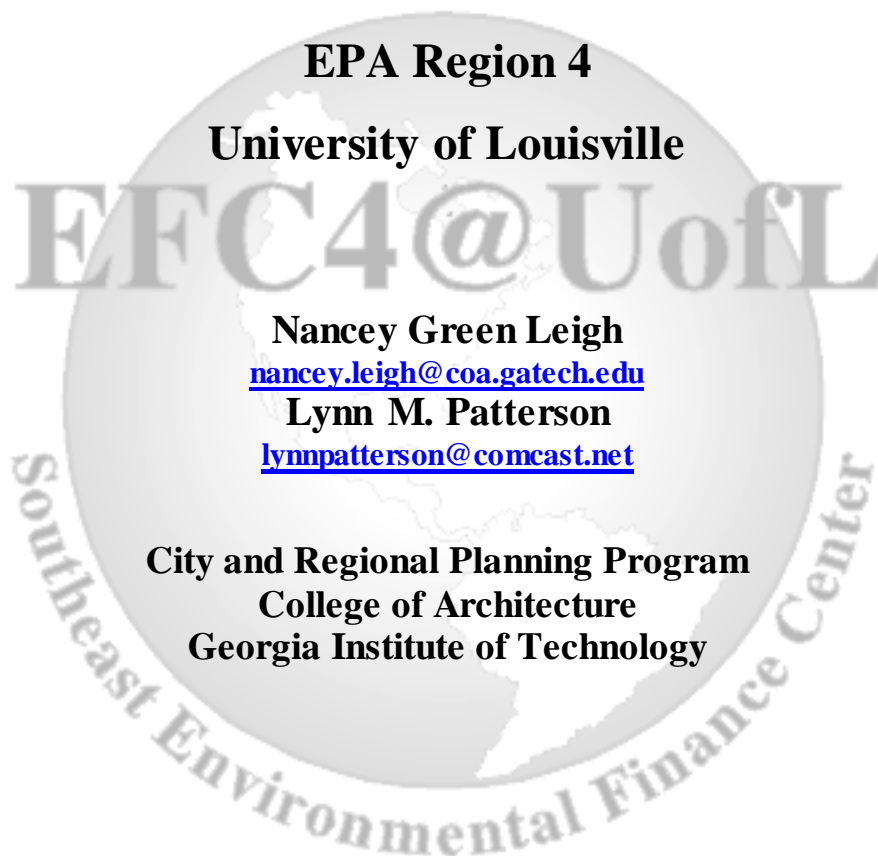 EPA Region 4
University of Louisville
EFC4@UofL
Nancey Green Leigh
nancey.leigh@coa.gatech.edu
Lynn M. Patterson
lynnpatterson@comcast.net
City and Regional Planning Program
College of Architecture
Georgia Institute of Technology
Southeast Environmental Finance Center